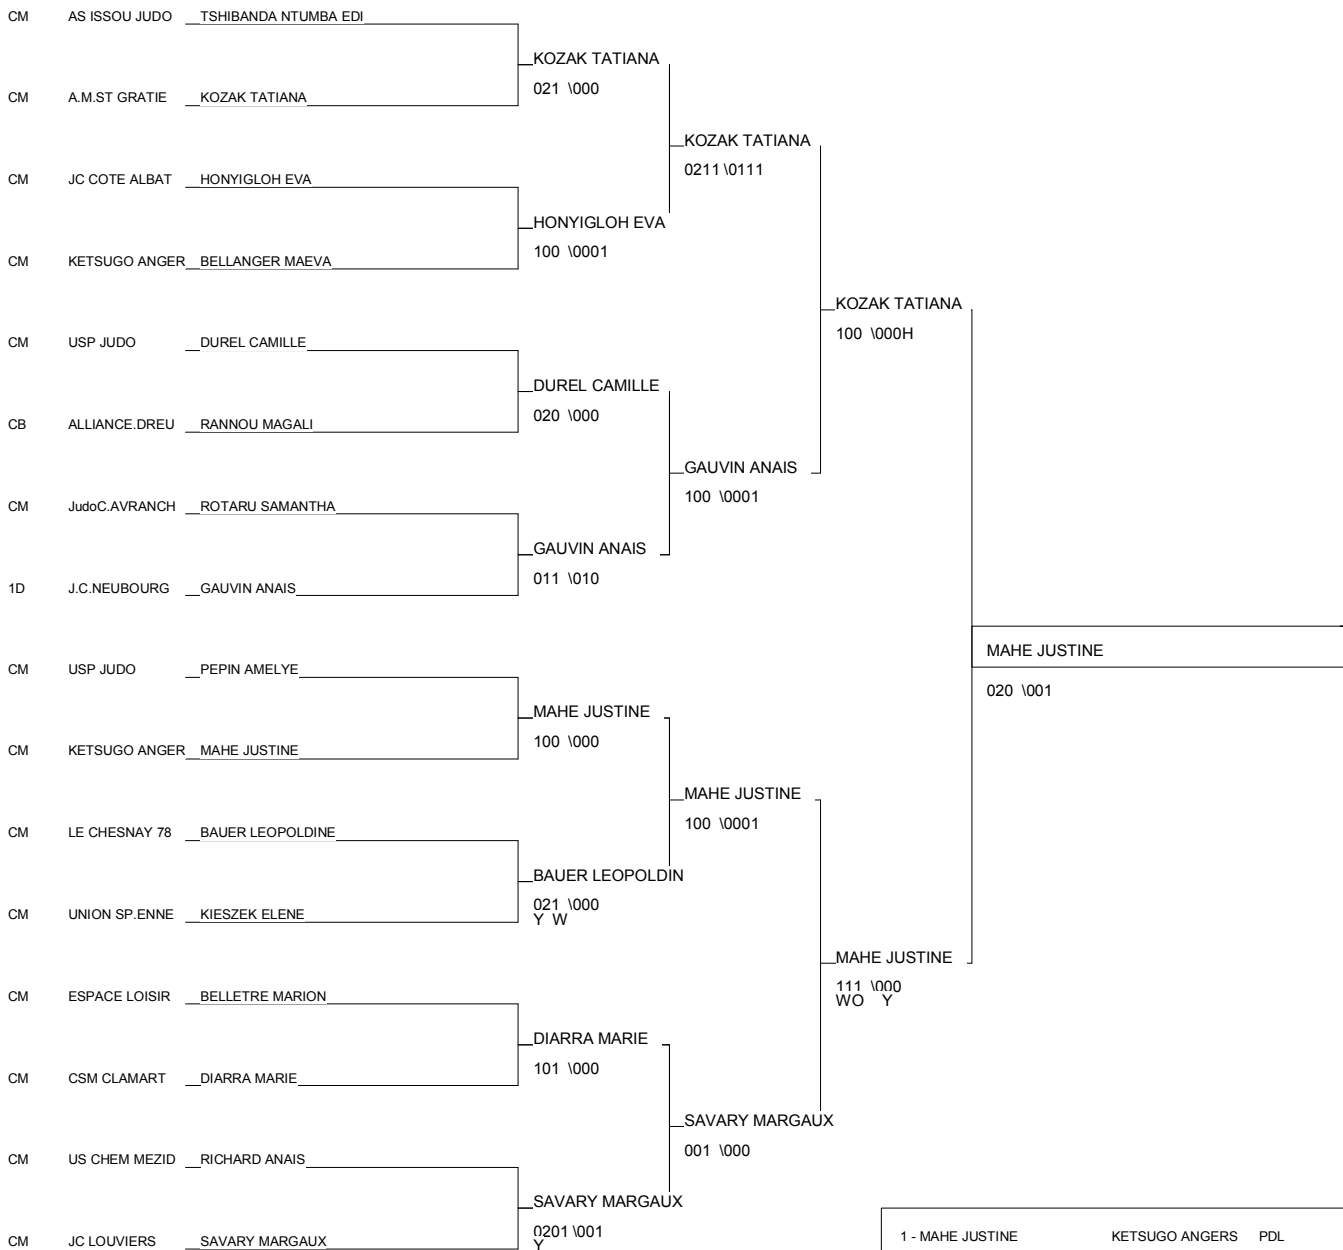 CM AS ISSOU JUDO TSHIBANDA NTUMBA EDI
KOZAK TATIANA
021 \000
CM A.M.ST GRATIE KOZAK TATIANA
KOZAK TATIANA
0211 \0111
CM JC COTE ALBAT HONYIGLOH EVA
HONYIGLOH EVA
100 \0001
CM KETSUGO ANGER BELLANGER MAEVA
KOZAK TATIANA
100 \000H
CM USP JUDO DUREL CAMILLE
DUREL CAMILLE
020 \000
CB ALLIANCE.DREU RANNOU MAGALI
GAUVIN ANAIS
100 \0001
CM JudoC.AVRANCH ROTARU SAMANTHA
GAUVIN ANAIS
011 \010
1D J.C.NEUBOURG GAUVIN ANAIS
MAHE JUSTINE
020 \001
CM USP JUDO PEPIN AMELYE
MAHE JUSTINE
100 \000
CM KETSUGO ANGER MAHE JUSTINE
MAHE JUSTINE
100 \0001
CM LE CHESNAY 78 BAUER LEOPOLDINE
BAUER LEOPOLDIN
021 \000
Y W
CM UNION SP.ENNE KIESZEK ELENE
MAHE JUSTINE
111 \000
WO Y
CM ESPACE LOISIR BELLETRE MARION
DIARRA MARIE
101 \000
CM CSM CLAMART DIARRA MARIE
SAVARY MARGAUX
001 \000
CM US CHEM MEZID RICHARD ANAIS
SAVARY MARGAUX
0201 \001
Y
CM JC LOUVIERS SAVARY MARGAUX
1 - MAHE JUSTINE KETSUGO ANGERS PDL